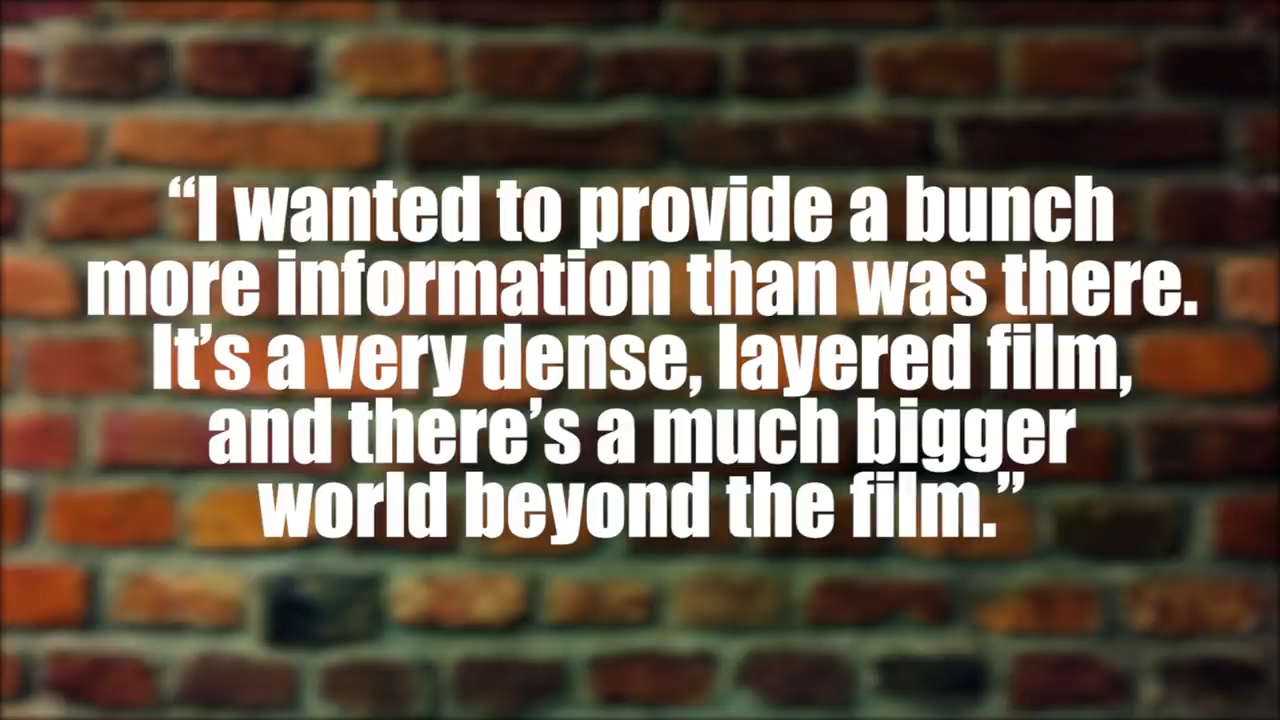 “I wanted to provide a bunch
more information than was there.
It’s a very dense, layered film,
and there’s a much bigger
world beyond the film.”